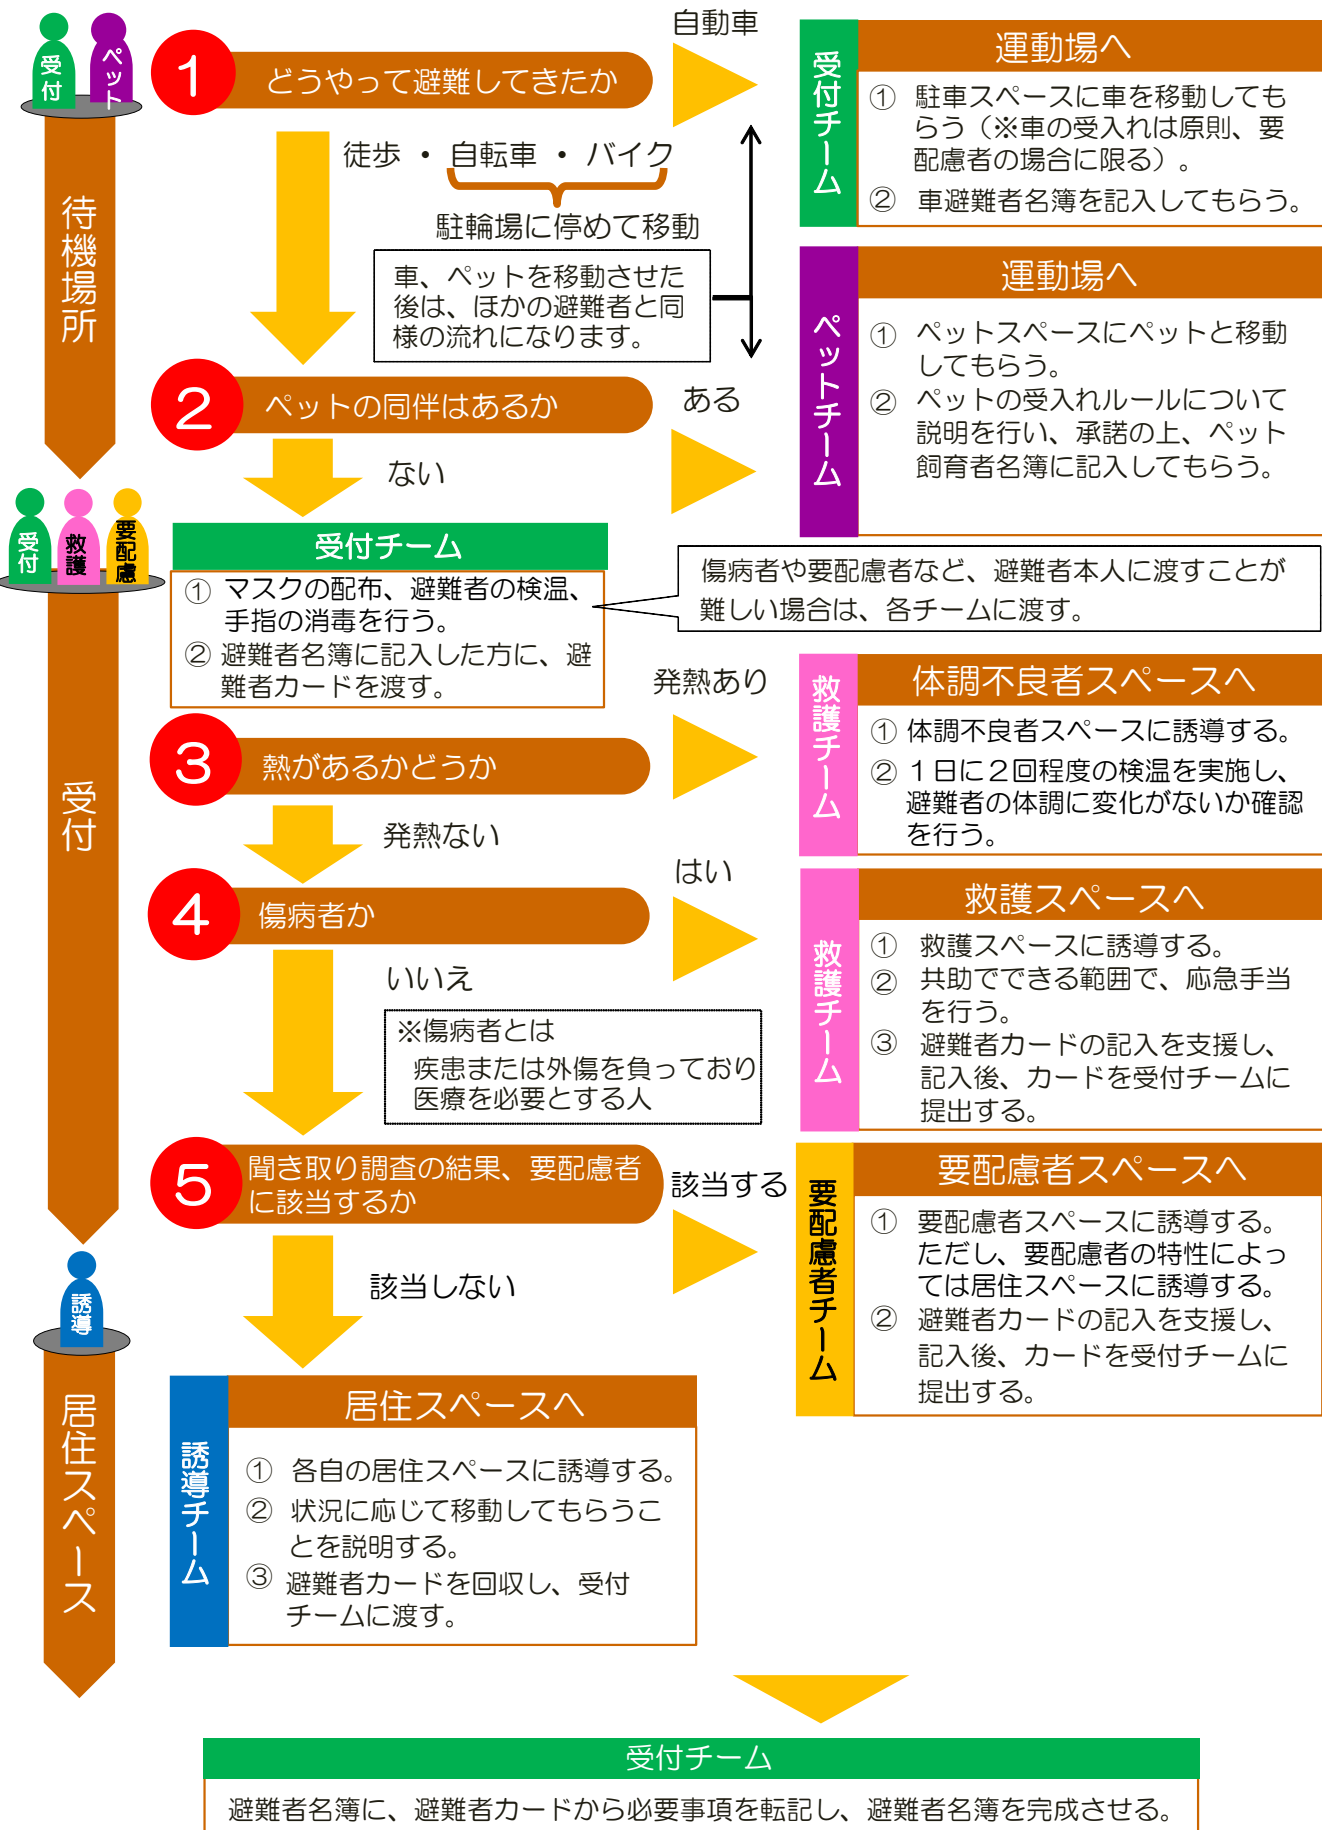 受付
ペット
待機場所
1
どうやって避難してきたか
自動車
徒歩 ・ 自転車 ・ バイク
駐輪場に停めて移動
車、ペットを移動させた
後は、ほかの避難者と同
様の流れになります。
受付チーム
運動場へ
① 駐車スペースに車を移動しても
らう（※車の受入れは原則、要
配慮者の場合に限る）。
② 車避難者名簿を記入してもらう。
2
ペットの同伴はあるか
ある
ない
ペットチーム
運動場へ
① ペットスペースにペットと移動
してもらう。
② ペットの受入れルールについて
説明を行い、承諾の上、ペット
飼育者名簿に記入してもらう。
受付
救護
要配慮
受付
受付チーム
① マスクの配布、避難者の検温、
手指の消毒を行う。
② 避難者名簿に記入した方に、避
難者カードを渡す。
傷病者や要配慮者など、避難者本人に渡すことが
難しい場合は、各チームに渡す。
3
熱があるかどうか
発熱あり
発熱ない
救護チーム
体調不良者スペースへ
① 体調不良者スペースに誘導する。
② １日に２回程度の検温を実施し、
避難者の体調に変化がないか確認
を行う。
4
傷病者か
はい
いいえ
※傷病者とは
疾患または外傷を負っており
医療を必要とする人
救護チーム
救護スペースへ
① 救護スペースに誘導する。
② 共助でできる範囲で、応急手当
を行う。
③ 避難者カードの記入を支援し、
記入後、カードを受付チームに
提出する。
5
聞き取り調査の結果、要配慮者
に該当するか
該当する
該当しない
要配慮者チーム
要配慮者スペースへ
① 要配慮者スペースに誘導する。
ただし、要配慮者の特性によっ
ては居住スペースに誘導する。
② 避難者カードの記入を支援し、
記入後、カードを受付チームに
提出する。
誘導
居住スペース
誘導チーム
居住スペースへ
① 各自の居住スペースに誘導する。
② 状況に応じて移動してもらうこ
とを説明する。
③ 避難者カードを回収し、受付
チームに渡す。
受付チーム
避難者名簿に、避難者カードから必要事項を転記し、避難者名簿を完成させる。